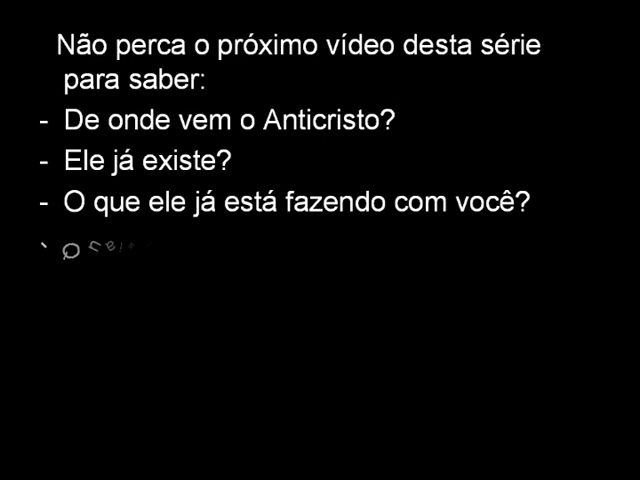 Não perca o próximo vídeo desta série
para saber:
- De onde vem o Anticristo?
- Ele já existe?
- O que ele já está fazendo com você?